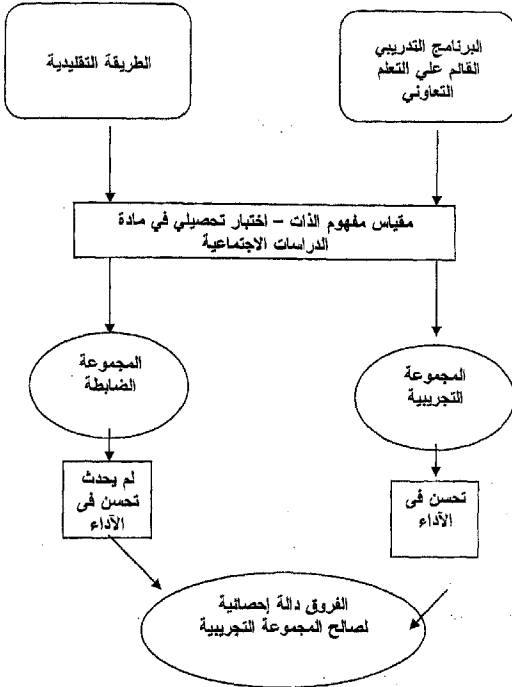 البرنامج التدريبي
القائم علي التعلم
التعاوني
الطريقة التقليدية
مقياس مفهوم الذات – اختبار تحصيلي في مادة
الدراسات الاجتماعية
المجموعة
التجريبية
المجموعة
الضابطة
تحسن فى
الآداء
لم يحدث
تحسن فى
الآداء
الفروق دالة إحصائية
لصالح المجموعة التجريبية